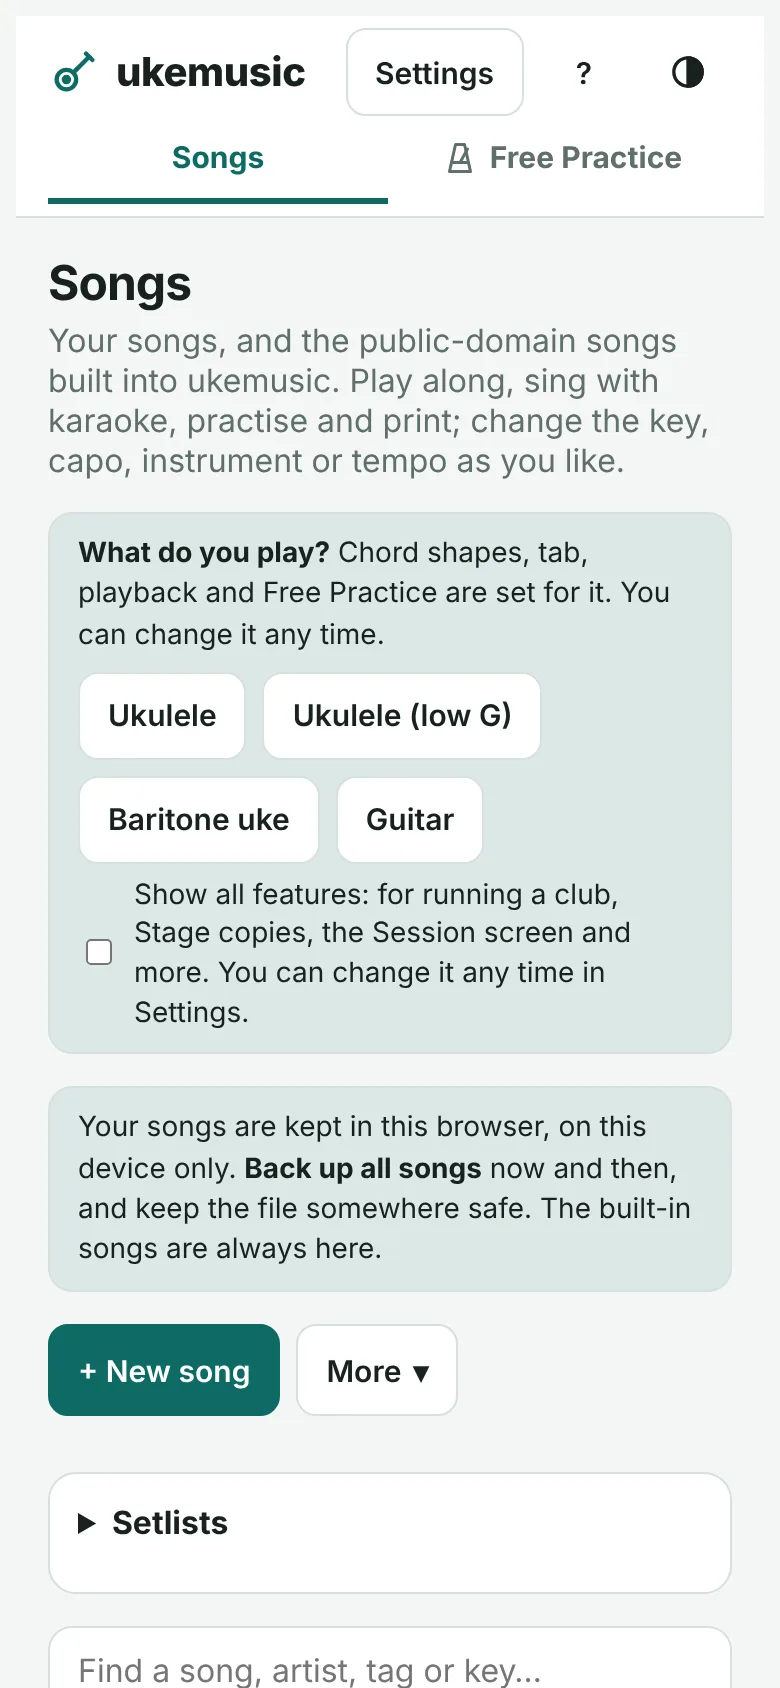 ukemusic
Settings
?
Songs
Free Practice
Songs
Your songs, and the public-domain songs
built into ukemusic. Play along, sing with
karaoke, practise and print; change the key,
capo, instrument or tempo as you like.
What do you play? Chord shapes, tab,
playback and Free Practice are set for it. You
can change it any time.
Ukulele
Ukulele (low G)
Baritone uke
Guitar
Show all features: for running a club,
Stage copies, the Session screen and
more. You can change it any time in
Settings.
Your songs are kept in this browser, on this
device only. Back up all songs now and then,
and keep the file somewhere safe. The built-in
songs are always here.
+ New song
More ▼
▶ Setlists
Find a song, artist, tag or key...